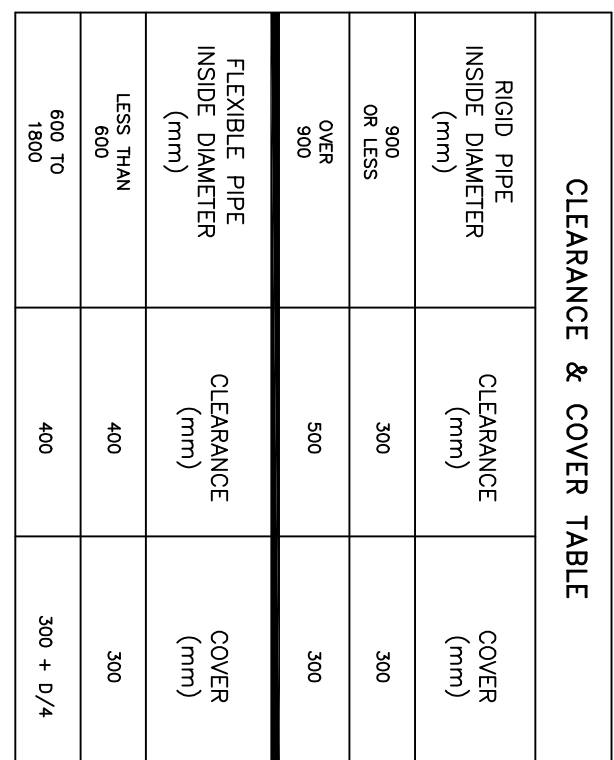 CLEARANCE & COVER TABLE
RIGID PIPE
INSIDE DIAMETER
(mm)
CLEARANCE
(mm)
COVER
(mm)
900
OR LESS
300
300
OVER
900
500
300
FLEXIBLE PIPE
INSIDE DIAMETER
(mm)
CLEARANCE
(mm)
COVER
(mm)
LESS THAN
600
400
300
600 TO
1800
400
300 + D/4